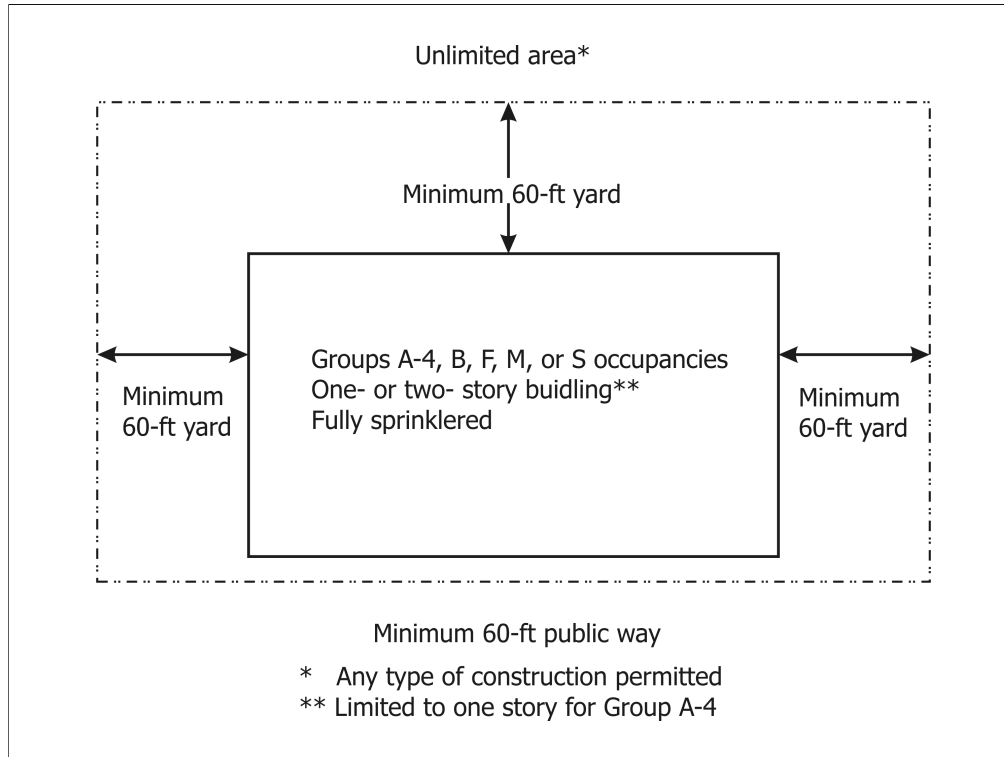 Unlimited area*
Minimum 60-ft yard
Groups A-4, B, F, M, or S occupancies
One- or two- story buidling**
Fully sprinklered
Minimum
60-ft yard
Minimum
60-ft yard
Minimum 60-ft public way
* Any type of construction permitted
** Limited to one story for Group A-4